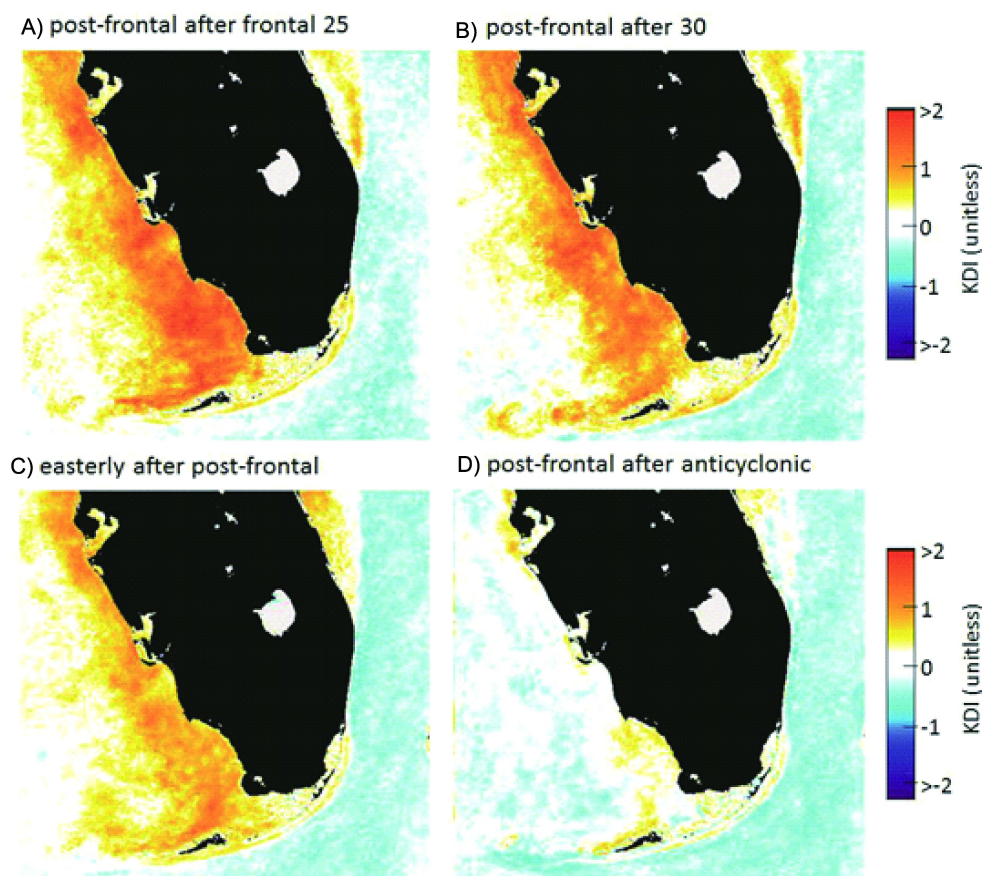 A) post-frontal after frontal 25
B) post-frontal after 30
>2
1
0
-1
>-2
KDI (unitless)
C) easterly after post-frontal
D) post-frontal after anticyclonic
>2
1
0
-1
>-2
KDI (unitless)